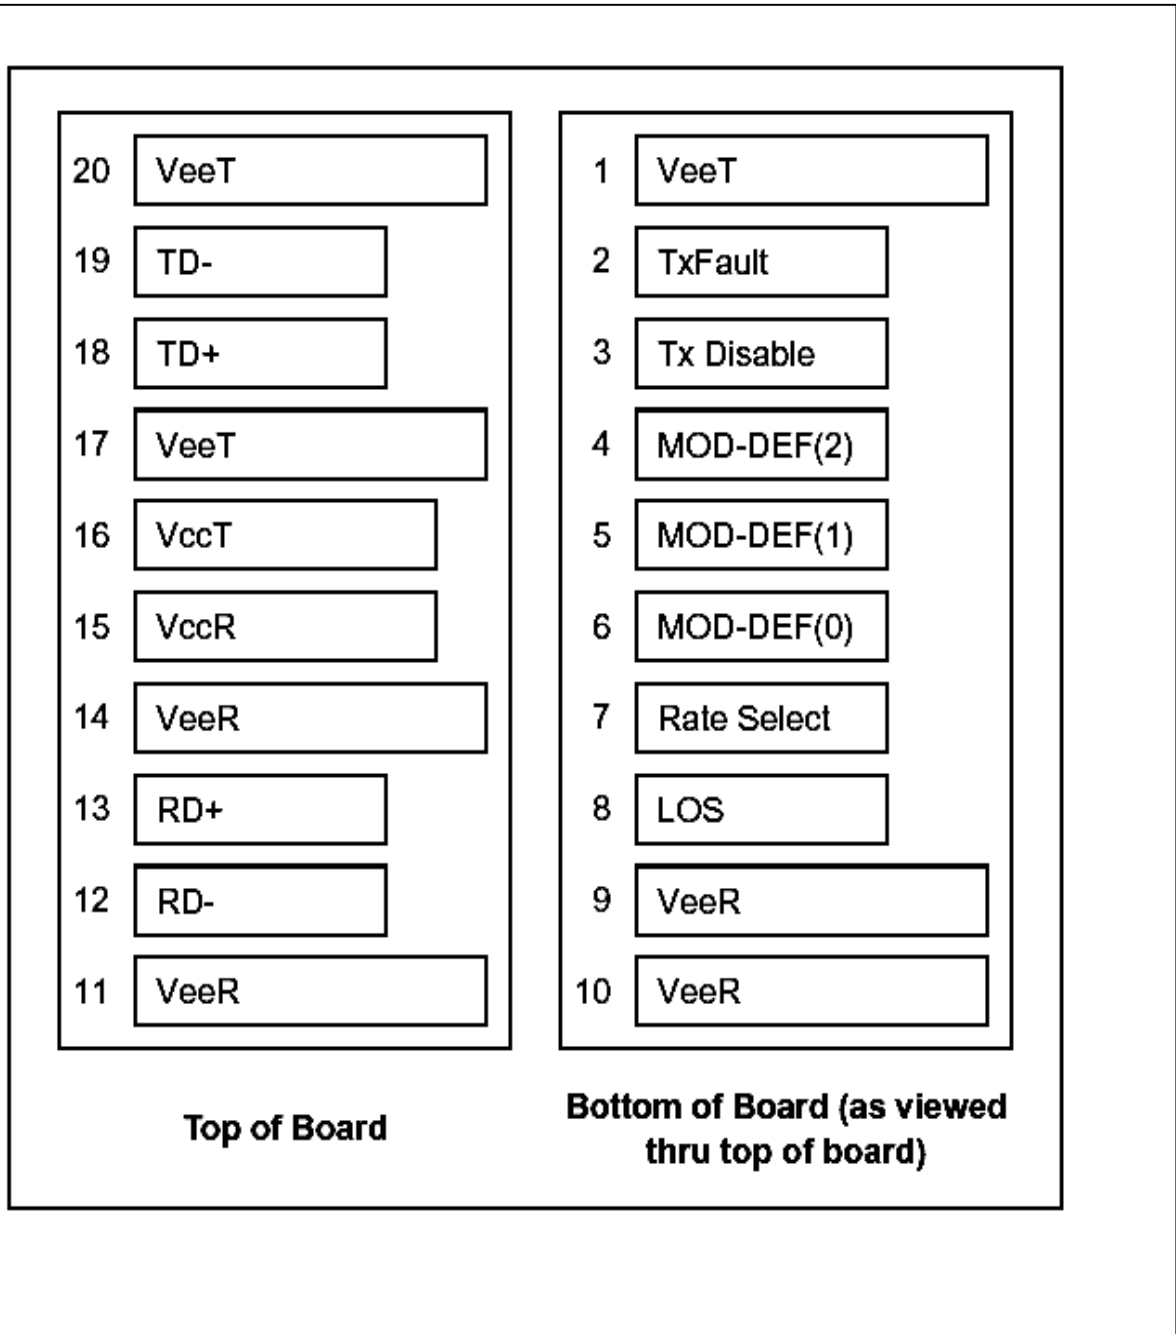 20 VeeT
19 TD-
18 TD+
17 VeeT
16 VccT
15 VccR
14 VeeR
13 RD+
12 RD-
11 VeeR
Top of Board
1 VeeT
2 TxFault
3 Tx Disable
4 MOD-DEF(2)
5 MOD-DEF(1)
6 MOD-DEF(0)
7 Rate Select
8 LOS
9 VeeR
10 VeeR
Bottom of Board (as viewed
thru top of board)